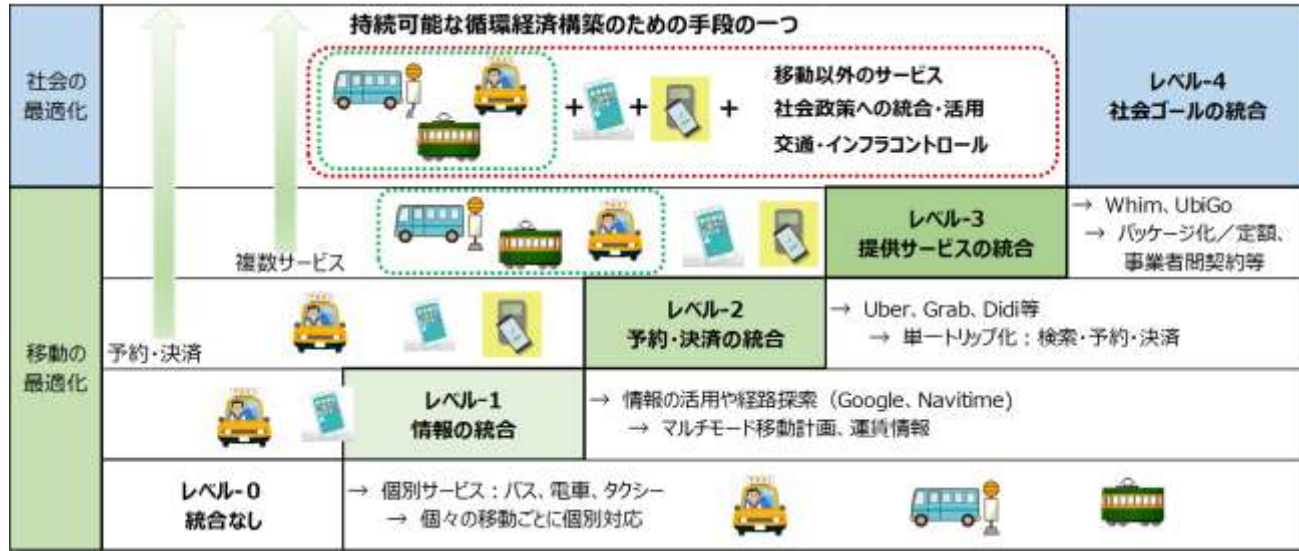 持続可能な循環経済構築のための手段の一つ
社会の
最適化
移動以外のサービス
社会政策への統合・活用
交通・インフラコントロール
レベル-4
社会ゴールの統合
複数サービス
レベル-3
提供サービスの統合
→ Whim、UbiGo
→ パッケージ化／定額、
事業者間契約等
移動の
最適化
予約・決済
レベル-2
予約・決済の統合
→ Uber、Grab、Didi等
→ 単一トリップ化：検索・予約・決済
レベル-1
情報の統合
→ 情報の活用や経路探索（Google、Navitime)
→ マルチモード移動計画、運賃情報
レベル-0
統合なし
→ 個別サービス：バス、電車、タクシー
→ 個々の移動ごとに個別対応